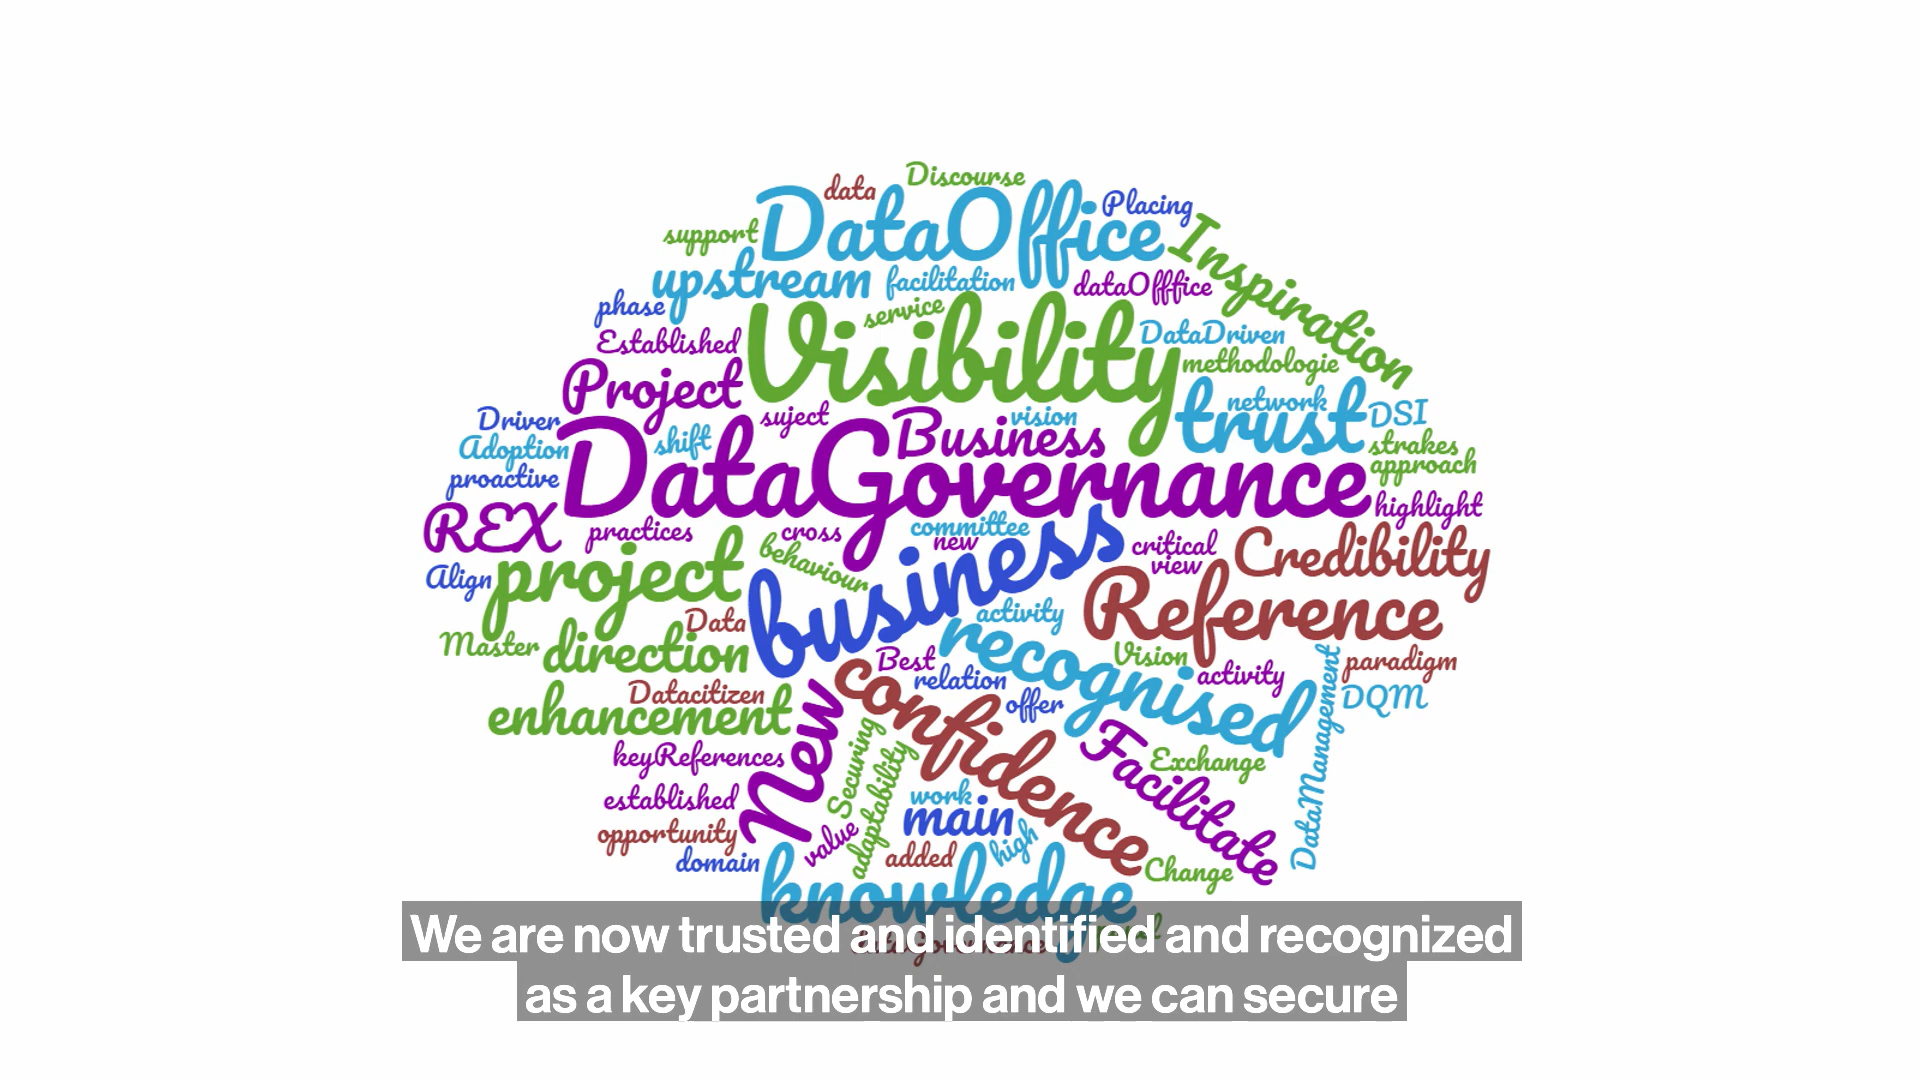 Discourse
data
DataOffice
Placing
support
Inspiration
upstream
facilitation
dataOfffice
phase
service
Visibility
DataDriven
Established
methodologie
Project
network
trust
DSI
Driver
suject
vision
Business
shift
Adoption
strakes
approach
proactive
DataGovernance
highlight
REX
practices
cross
committee
new
critical
view
Credibility
behaviour
business
Align
project
activity
Reference
Data
recognised
Master
direction
Best
Vision
paradigm
relation
activity
Datacitizen
offer
DQM
enhancement
New
confidence
DataManagement
keyReferences
Securing
Facilitate
Exchange
adaptability
established
work
main
opportunity
value
high
domain
added
Change
knowledge
We are now trusted and identified and recognized
as a key partnership and we can secure